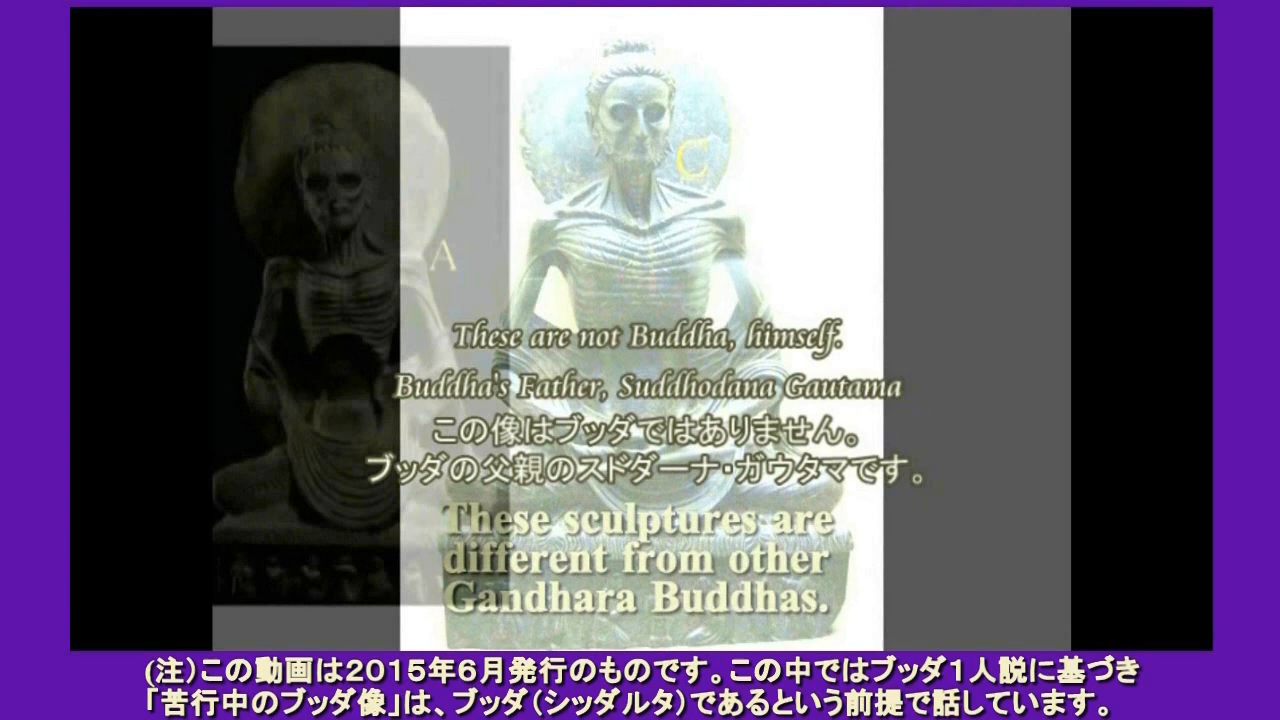 C
A
These are not Buddha, himself.
Buddha's Father, Suddhodana Gautama
この像はブッダではありません。
ブッダの父親のスドダーナ・ガウタマです。
These sculptures are
different from other
Gandhara Buddhas.
(注）この動画は２０１５年６月発行のものです。この中ではブッダ１人説に基づき
「苦行中のブッダ像」は、ブッダ（シッダルタ）であるという前提で話しています。